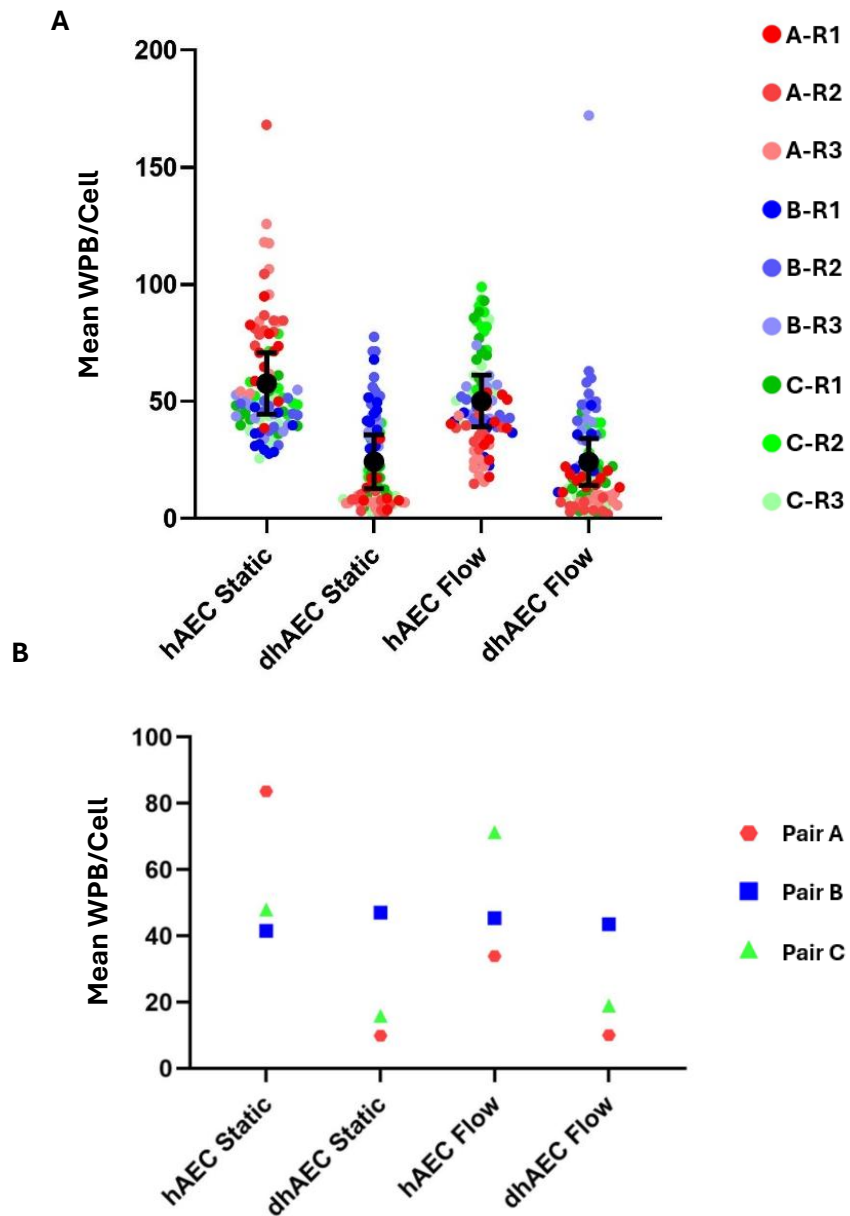 A
200
150
100
50
0
Mean WPB/Cell
hAEC Static
dhAEC Static
hAEC Flow
dhAEC Flow
A-R1
A-R2
A-R3
B-R1
B-R2
B-R3
C-R1
C-R2
C-R3
B
100
80
60
40
20
0
Mean WPB/Cell
hAEC Static
dhAEC Static
hAEC Flow
dhAEC Flow
Pair A
Pair B
Pair C